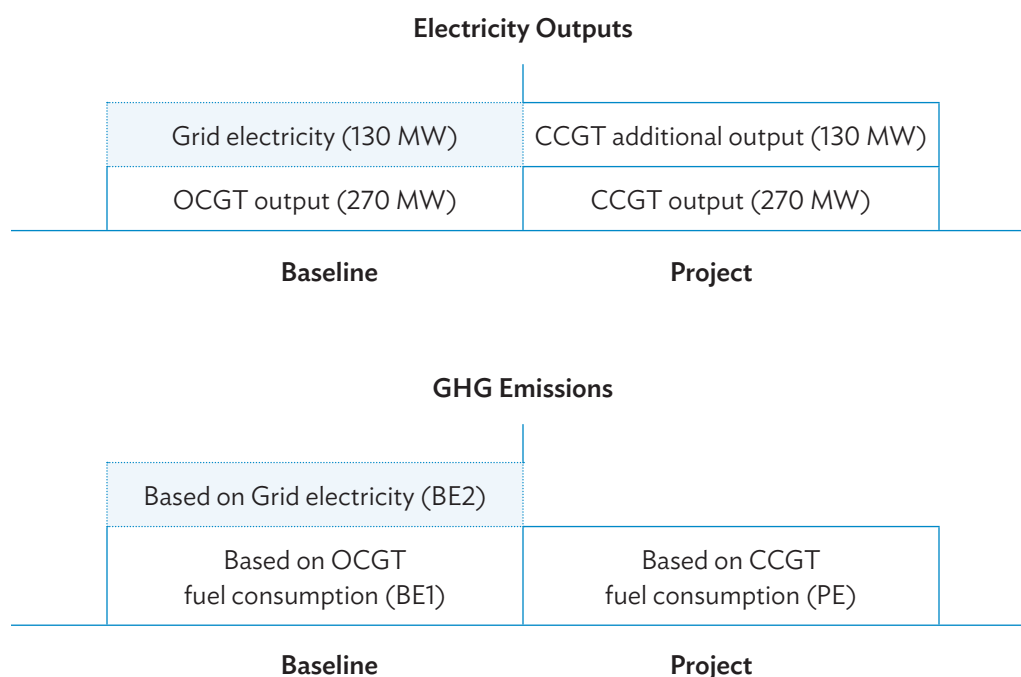 Electricity Outputs
Grid electricity (130 MW)
CCGT additional output (130 MW)
OCGT output (270 MW)
CCGT output (270 MW)
Baseline
Project
GHG Emissions
Based on Grid electricity (BE2)
Based on OCGT
fuel consumption (BE1)
Based on CCGT
fuel consumption (PE)
Baseline
Project